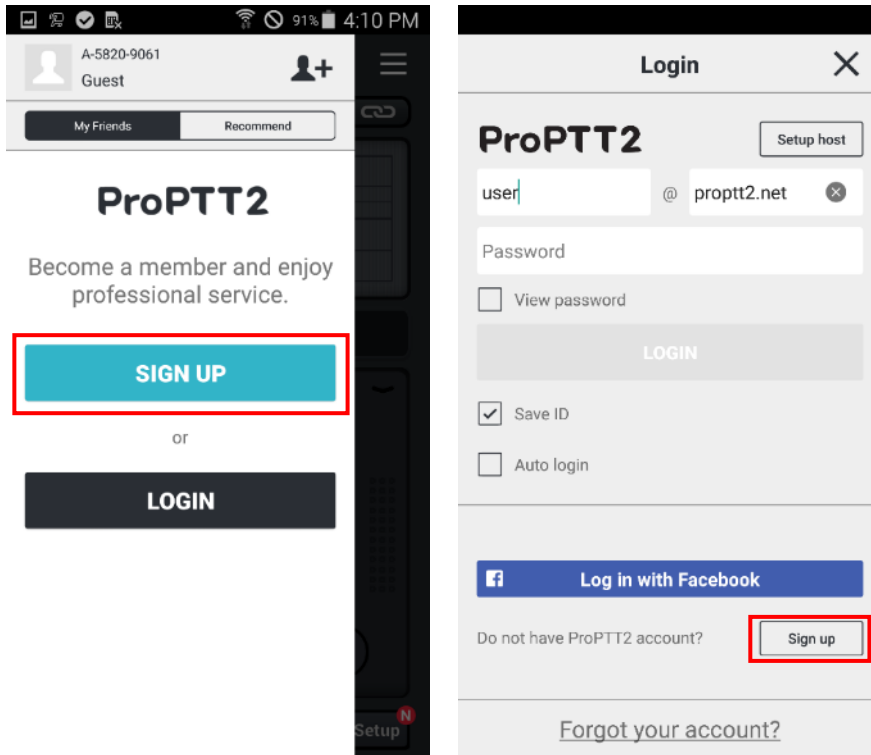 91% 4:10 PM
A-5820-9061
Guest
My Friends Recommend
ProPTT2
Become a member and enjoy
professional service.
SIGN UP
or
LOGIN
Setup
N
Login
ProPTT2
Setup host
user @ proptt2.net
Password
View password
LOGIN
Save ID
Auto login
f Log in with Facebook
Do not have ProPTT2 account? Sign up
Forgot your account?